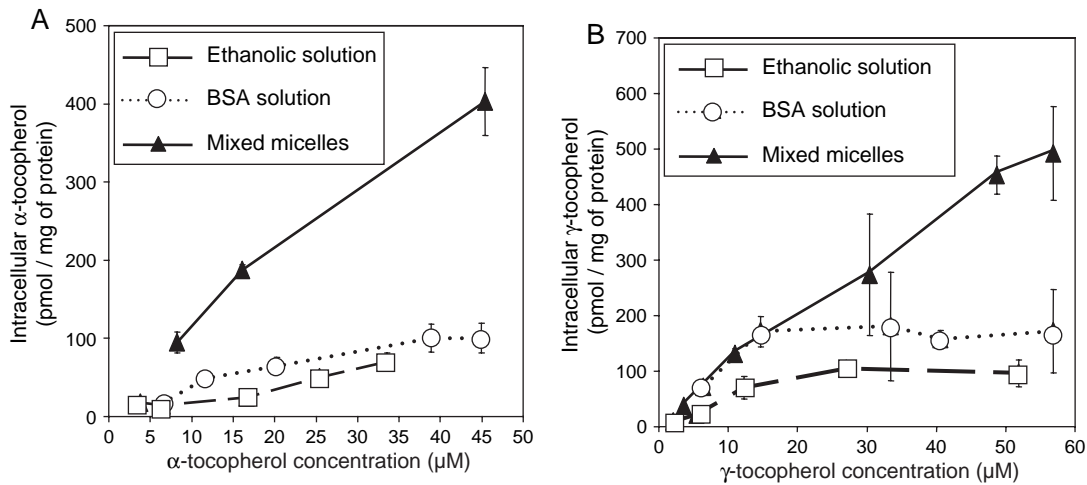 A
500
400
300
200
100
0
0 5 10 15 20 25 30 35 40 45 50
Intracellular α-tocopherol
(pmol / mg of protein)
α-tocopherol concentration (µM)
Ethanolic solution
BSA solution
Mixed micelles
B
700
600
500
400
300
200
100
0
0 10 20 30 40 50 60
Intracellular γ-tocopherol
(pmol / mg of protein)
γ-tocopherol concentration (µM)
Ethanolic solution
BSA solution
Mixed micelles